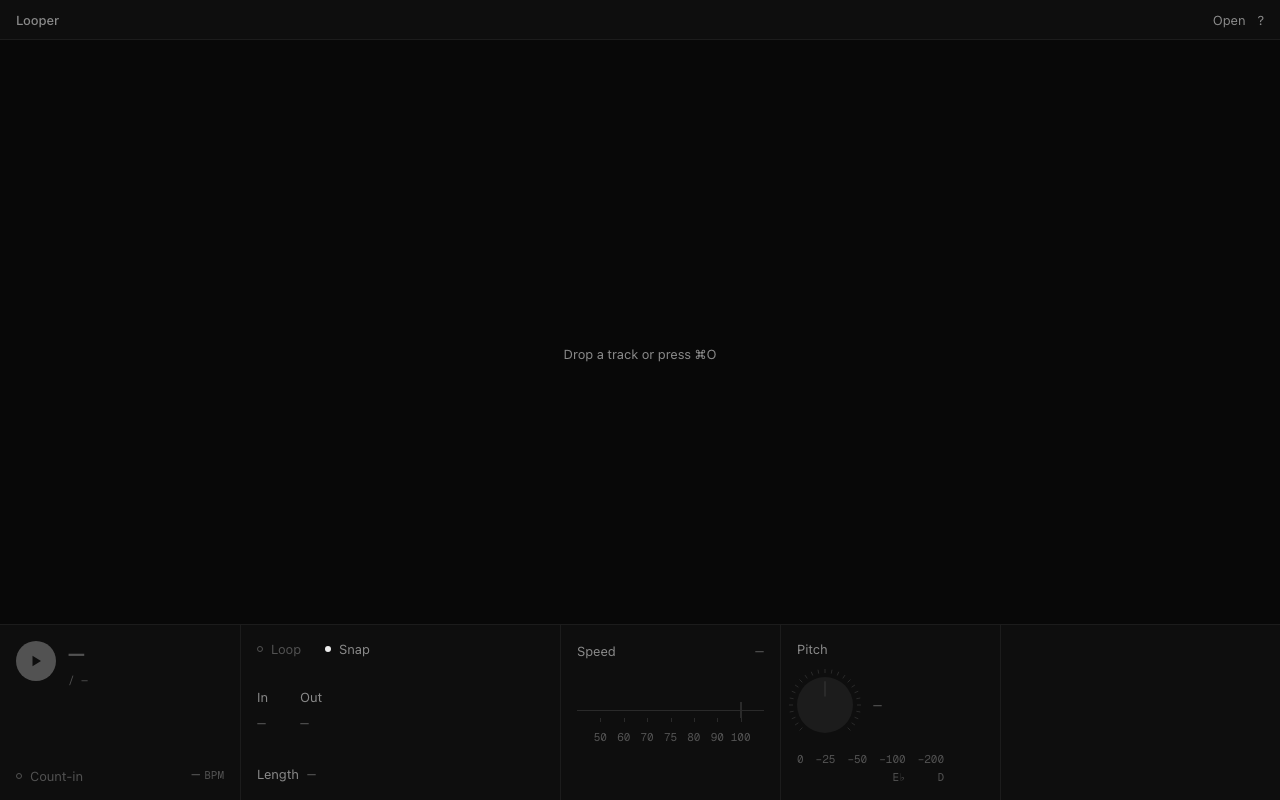 Looper
Open ?
Drop a track or press ⌘O
—
/ —
Count-in
— BPM
Loop Snap
In Out
— —
Length —
Speed —
50 60 70 75 80 90 100
Pitch
—
0 −25 −50 −100 −200
E♭ D